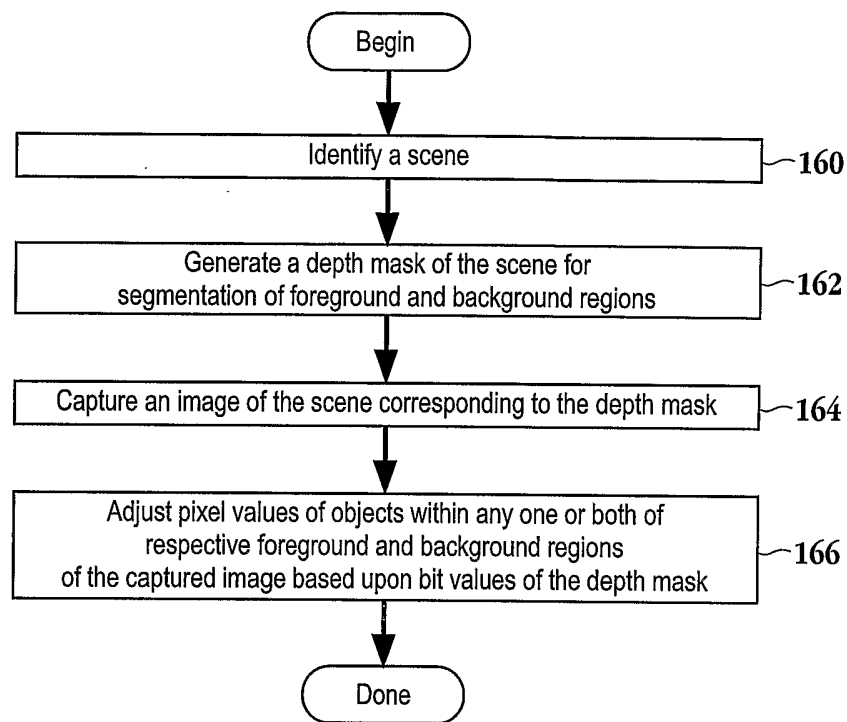 Begin
Identify a scene
160
Generate a depth mask of the scene for
segmentation of foreground and background regions
162
Capture an image of the scene corresponding to the depth mask
164
Adjust pixel values of objects within any one or both of
respective foreground and background regions
of the captured image based upon bit values of the depth mask
166
Done